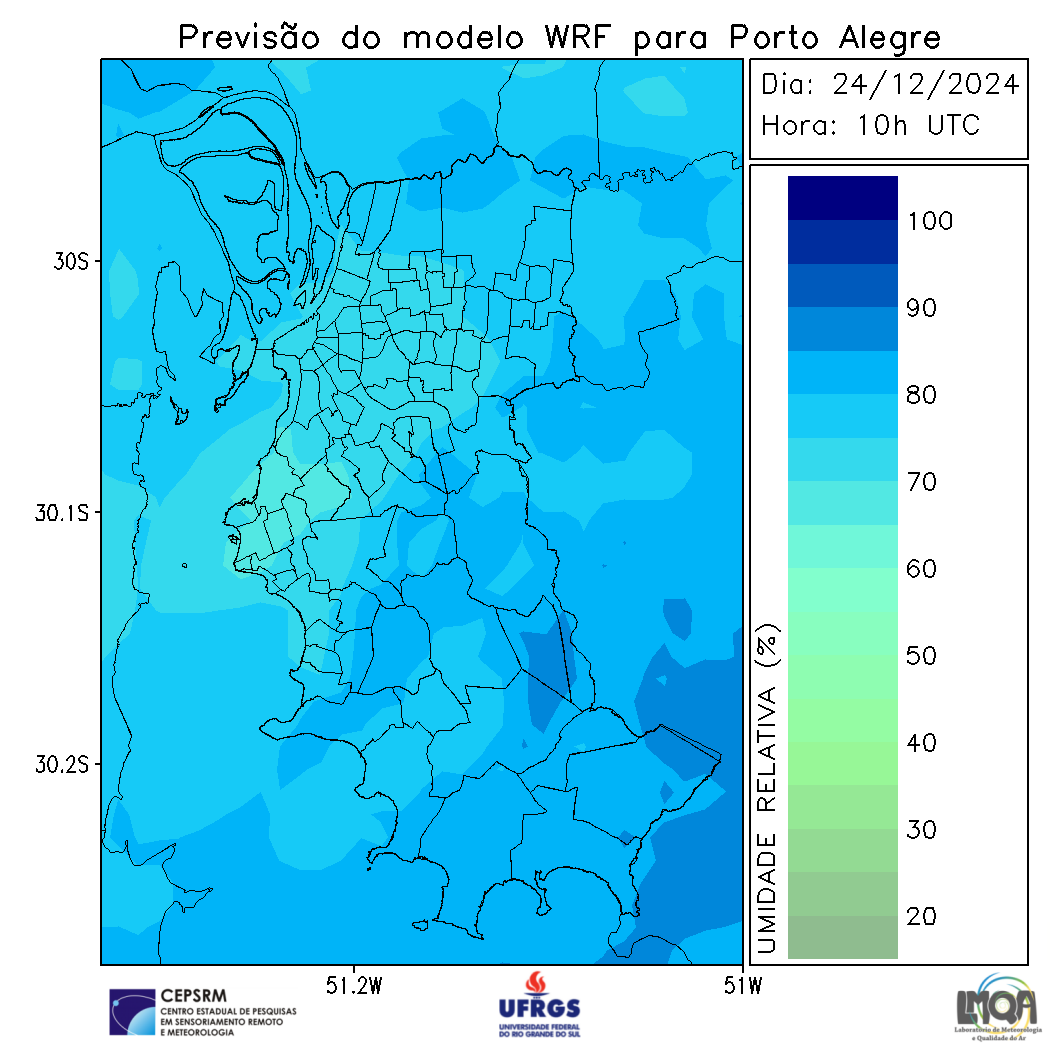 Previsão do modelo WRF para Porto Alegre
Dia: 24/12/2024
Hora: 10h UTC
30S
30.1S
30.2S
51.2W
51W
100
90
80
70
60
50
40
30
20
UMIDADE RELATIVA (%)
CEPSRM
CENTRO ESTADUAL DE PESQUISAS
EM SENSORIAMENTO REMOTO
E METEOROLOGIA
UFRGS
UNIVERSIDADE FEDERAL
DO RIO GRANDE DO SUL
LMQA
Laboratório de Meteorologia
e Qualidade do Ar